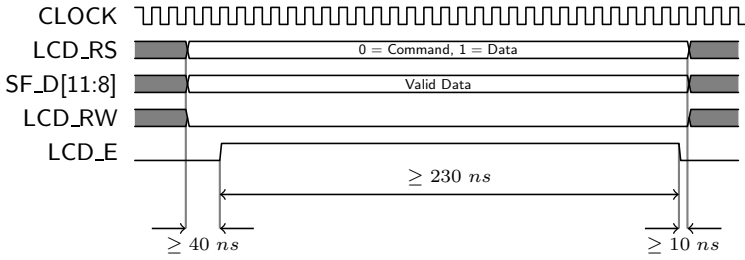 CLOCK
LCD_RS 0 = Command, 1 = Data
SF_D[11:8] Valid Data
LCD_RW
LCD_E
≥ 230 ns
≥ 40 ns ≥ 10 ns